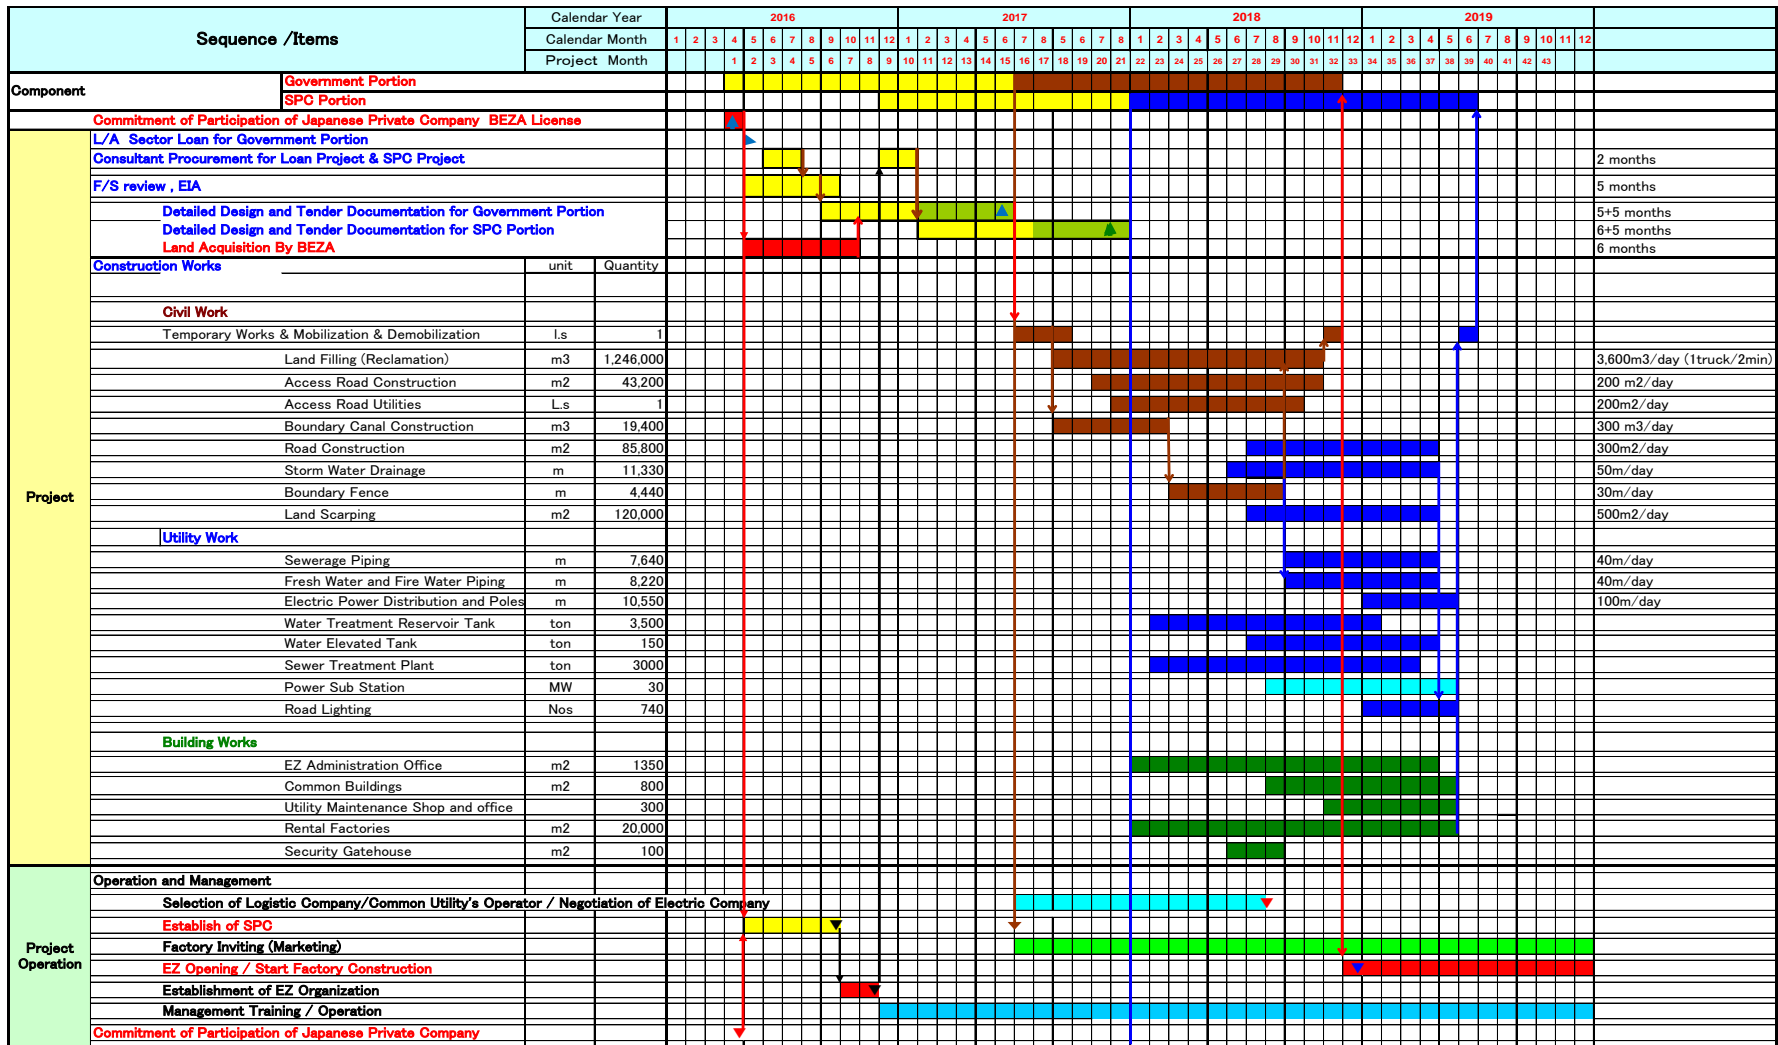 Sequence /Items
Calendar Year 2016 2017 2018 2019
Calendar Month 1 2 3 4 5 6 7 8 9 10 11 12 1 2 3 4 5 6 7 8 5 6 7 8 1 2 3 4 5 6 7 8 9 10 11 12 1 2 3 4 5 6 7 8 9 10 11 12
Project Month 1 2 3 4 5 6 7 8 9 10 11 12 13 14 15 16 17 18 19 20 21 22 23 24 25 26 27 28 29 30 31 32 33 34 35 36 37 38 39 40 41 42 43
Component
Government Portion
SPC Portion
Commitment of Participation of Japanese Private Company BEZA License
Project
L/A Sector Loan for Government Portion
Consultant Procurement for Loan Project & SPC Project 2 months
F/S review , EIA 5 months
Detailed Design and Tender Documentation for Government Portion 5+5 months
Detailed Design and Tender Documentation for SPC Portion 6+5 months
Land Acquisition By BEZA 6 months
Construction Works unit Quantity
Civil Work
Temporary Works & Mobilization & Demobilization l.s 1
Land Filling (Reclamation) m3 1,246,000 3,600m3/day (1truck/2min)
Access Road Construction m2 43,200 200 m2/day
Access Road Utilities L.s 1 200m2/day
Boundary Canal Construction m3 19,400 300 m3/day
Road Construction m2 85,800 300m2/day
Storm Water Drainage m 11,330 50m/day
Boundary Fence m 4,440 30m/day
Land Scarping m2 120,000 500m2/day
Utility Work
Sewerage Piping m 7,640 40m/day
Fresh Water and Fire Water Piping m 8,220 40m/day
Electric Power Distribution and Poles m 10,550 100m/day
Water Treatment Reservoir Tank ton 3,500
Water Elevated Tank ton 150
Sewer Treatment Plant ton 3000
Power Sub Station MW 30
Road Lighting Nos 740
Building Works
EZ Administration Office m2 1350
Common Buildings m2 800
Utility Maintenance Shop and office 300
Rental Factories m2 20,000
Security Gatehouse m2 100
Project Operation
Operation and Management
Selection of Logistic Company/Common Utility's Operator / Negotiation of Electric Company
Establish of SPC
Factory Inviting (Marketing)
EZ Opening / Start Factory Construction
Establishment of EZ Organization
Management Training / Operation
Commitment of Participation of Japanese Private Company